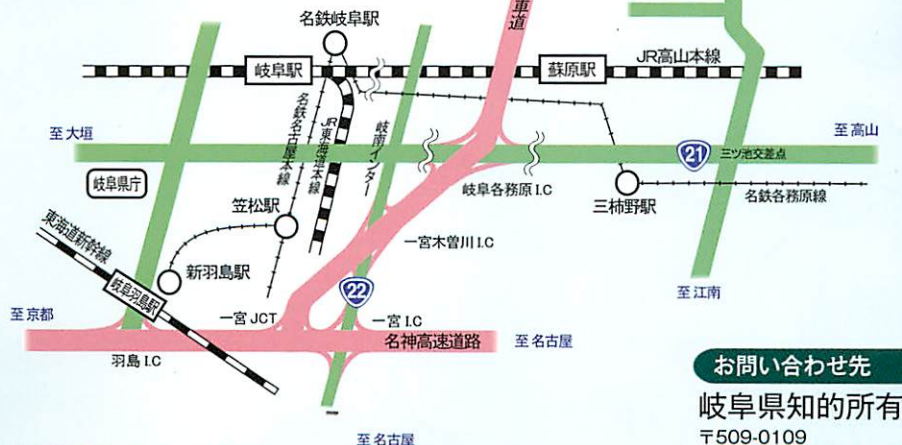 車道
名鉄岐阜駅
岐阜駅
蘇原駅
JR高山本線
至 大垣
名鉄名古屋本線
JR東海道本線
岐南インター
至 高山
21
三ツ池交差点
岐阜県庁
岐阜各務原 I.C
三柿野駅
名鉄各務原線
笠松駅
東海道新幹線
新羽島駅
一宮木曽川 I.C
岐阜羽島駅
22
至 江南
至 京都
一宮 JCT
一宮 I.C
名神高速道路
至 名古屋
羽島 I.C
お問い合わせ先
岐阜県知的所有
〒509-0109
至 名古屋